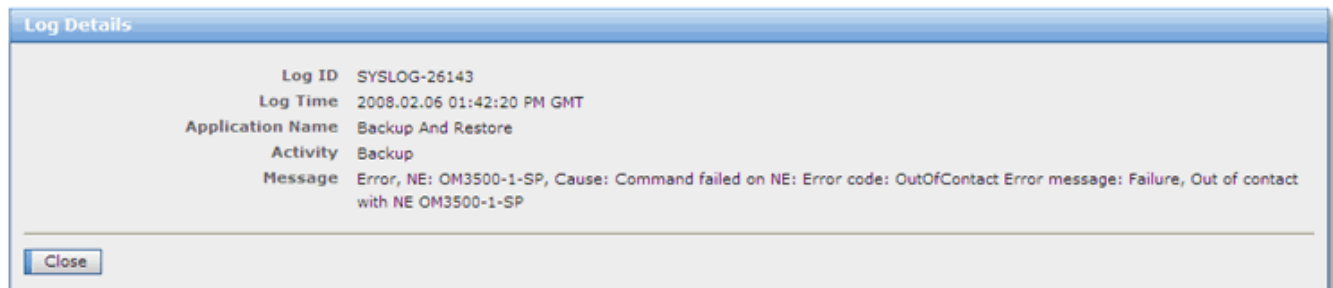 Log Details
Log ID SYSLOG-26143
Log Time 2008.02.06 01:42:20 PM GMT
Application Name Backup And Restore
Activity Backup
Message Error, NE: OM3500-1-SP, Cause: Command failed on NE: Error code: OutOfContact Error message: Failure, Out of contact
with NE OM3500-1-SP
Close